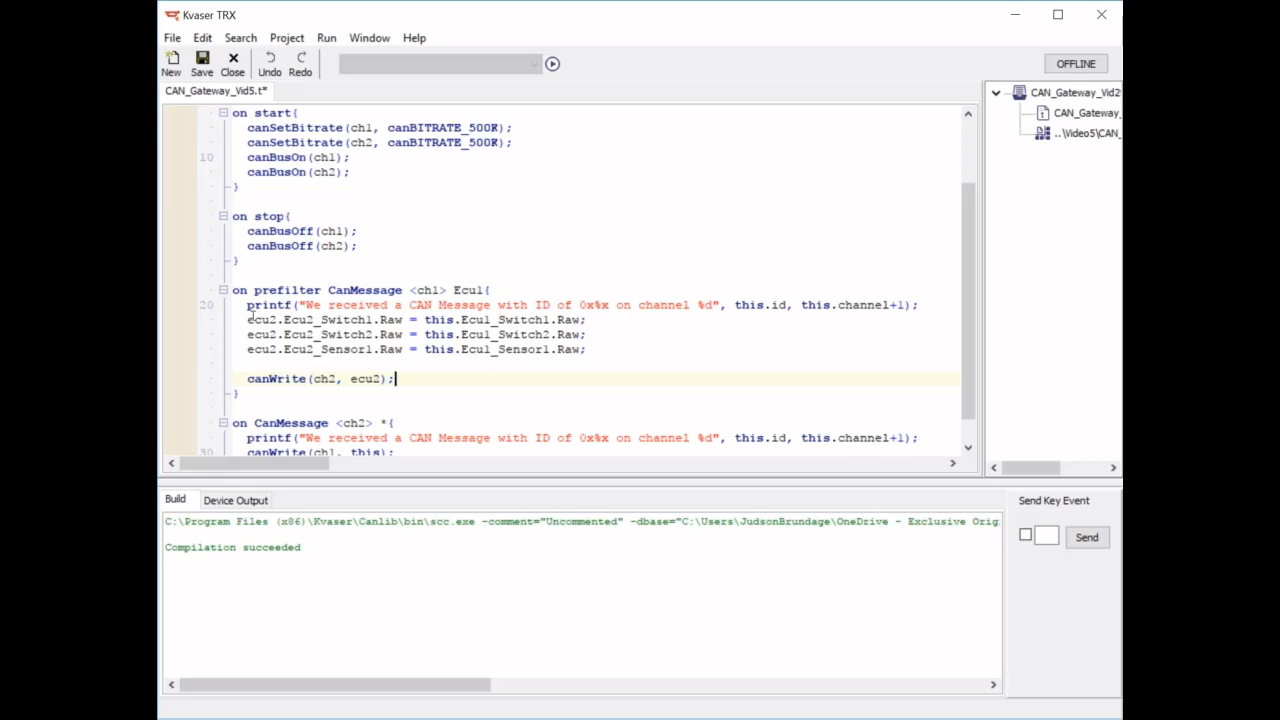 Kvaser TRX
File Edit Search Project Run Window Help
New Save Close Undo Redo OFFLINE
CAN_Gateway_Vid5.t*
on start{
canSetBitrate(ch1, canBITRATE_500K);
canSetBitrate(ch2, canBITRATE_500K);
10 canBusOn(ch1);
canBusOn(ch2);
}
on stop{
canBusOff(ch1);
canBusOff(ch2);
}
on prefilter CanMessage <ch1> Ecu1{
20 printf("We received a CAN Message with ID of 0x%x on channel %d", this.id, this.channel+1);
ecu2.Ecu2_Switch1.Raw = this.Ecu1_Switch1.Raw;
ecu2.Ecu2_Switch2.Raw = this.Ecu1_Switch2.Raw;
ecu2.Ecu2_Sensor1.Raw = this.Ecu1_Sensor1.Raw;
canWrite(ch2, ecu2);
}
on CanMessage <ch2> *{
printf("We received a CAN Message with ID of 0x%x on channel %d", this.id, this.channel+1);
30 canWrite(ch1, this);
CAN_Gateway_Vid2
CAN_Gateway_
..\Video5\CAN_
Build Device Output
C:\Program Files (x86)\Kvaser\Canlib\bin\scc.exe -comment="Uncommented" -dbase="C:\Users\JudsonBrundage\OneDrive - Exclusive Orig
Compilation succeeded
Send Key Event
Send